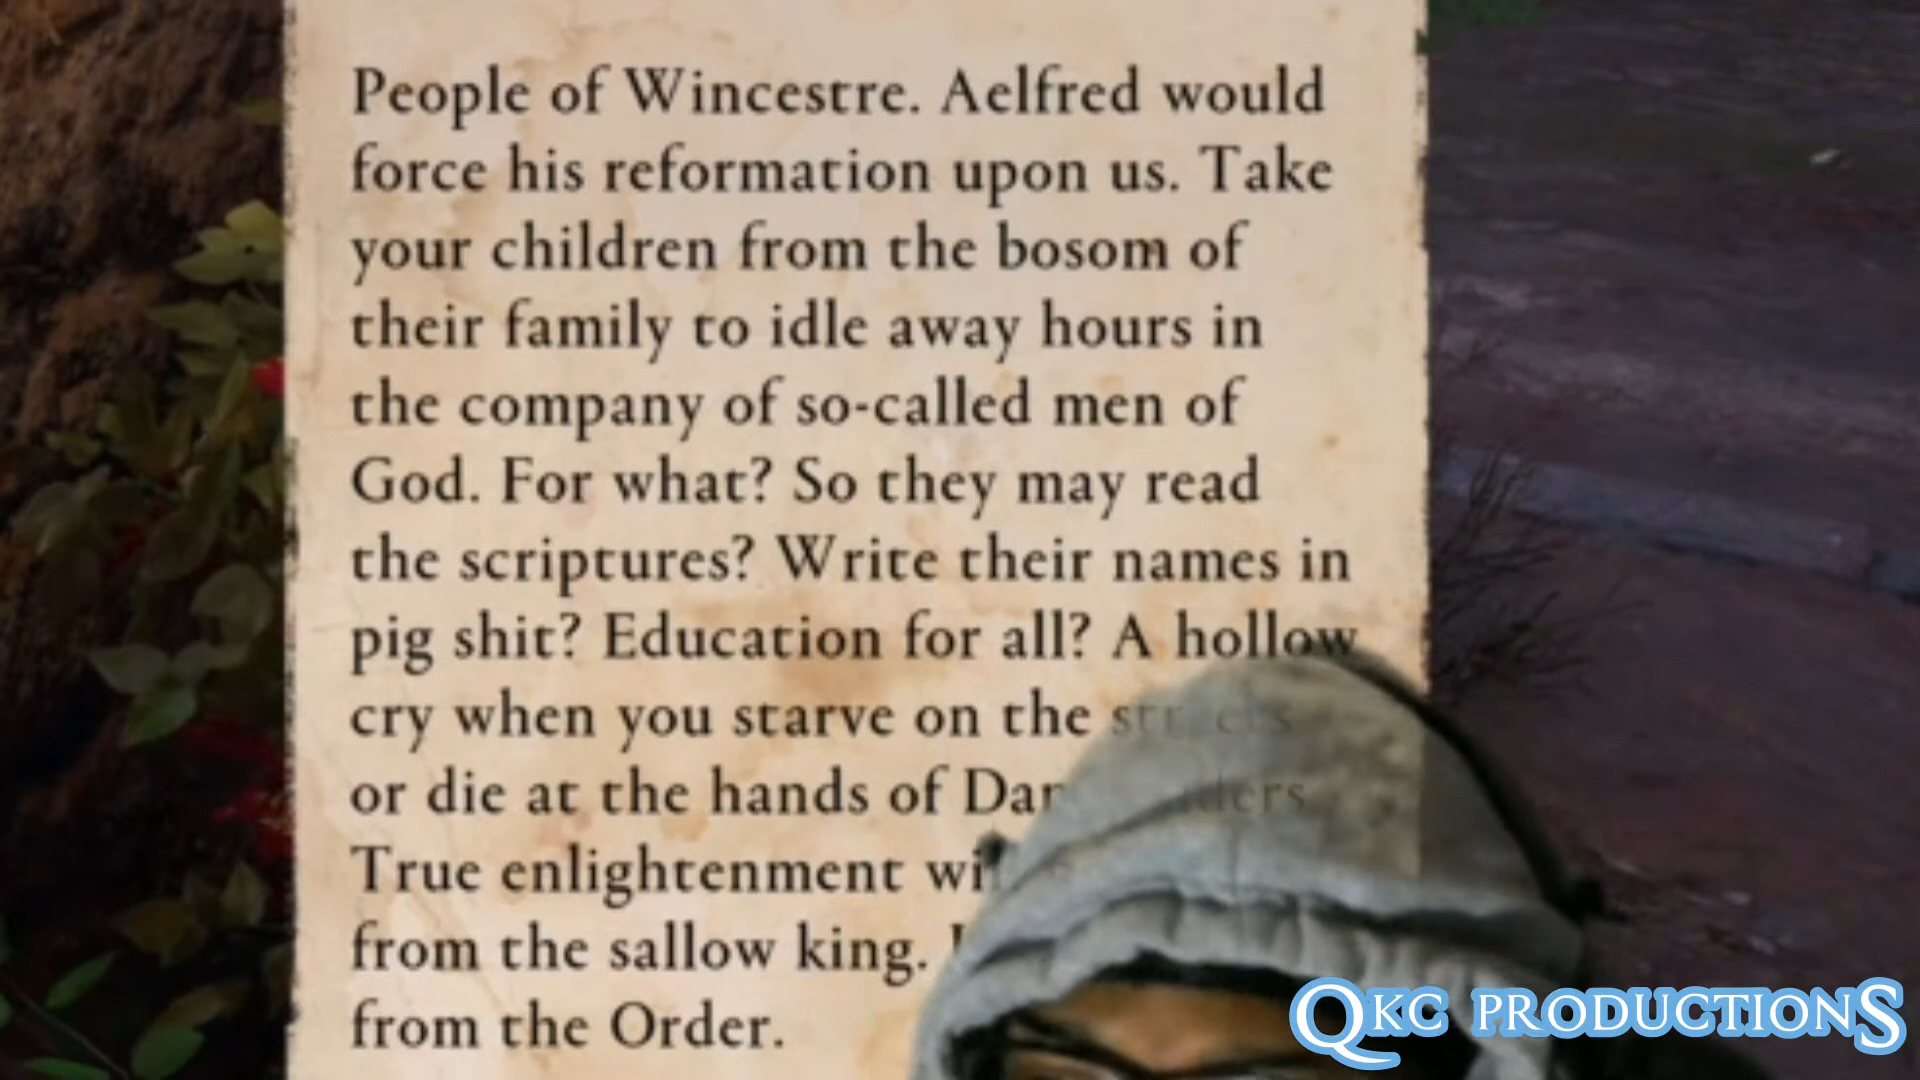 People of Wincestre. Aelfred would
force his reformation upon us. Take
your children from the bosom of
their family to idle away hours in
the company of so-called men of
God. For what? So they may read
the scriptures? Write their names in
pig shit? Education for all? A hollow
cry when you starve on the streets
or die at the hands of
True enlightenment
from the sallow king.
from the Order.
QKC PRODUCTIONS